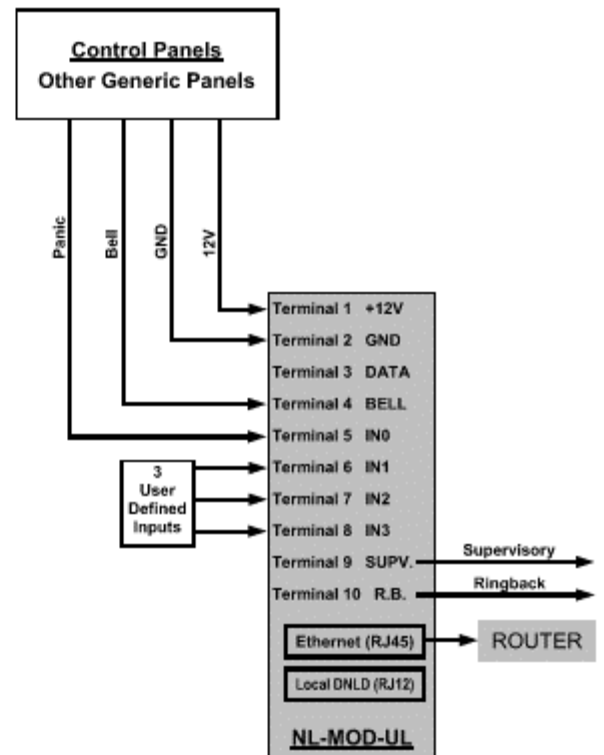 Control Panels
Other Generic Panels
Panic
Bell
GND
12V
Terminal 1 +12V
Terminal 2 GND
Terminal 3 DATA
Terminal 4 BELL
Terminal 5 IN0
Terminal 6 IN1
Terminal 7 IN2
Terminal 8 IN3
Terminal 9 SUPV.
Terminal 10 R.B.
3
User
Defined
Inputs
Supervisory
Ringback
Ethernet (RJ45)
ROUTER
Local DNLD (RJ12)
NL-MOD-UL